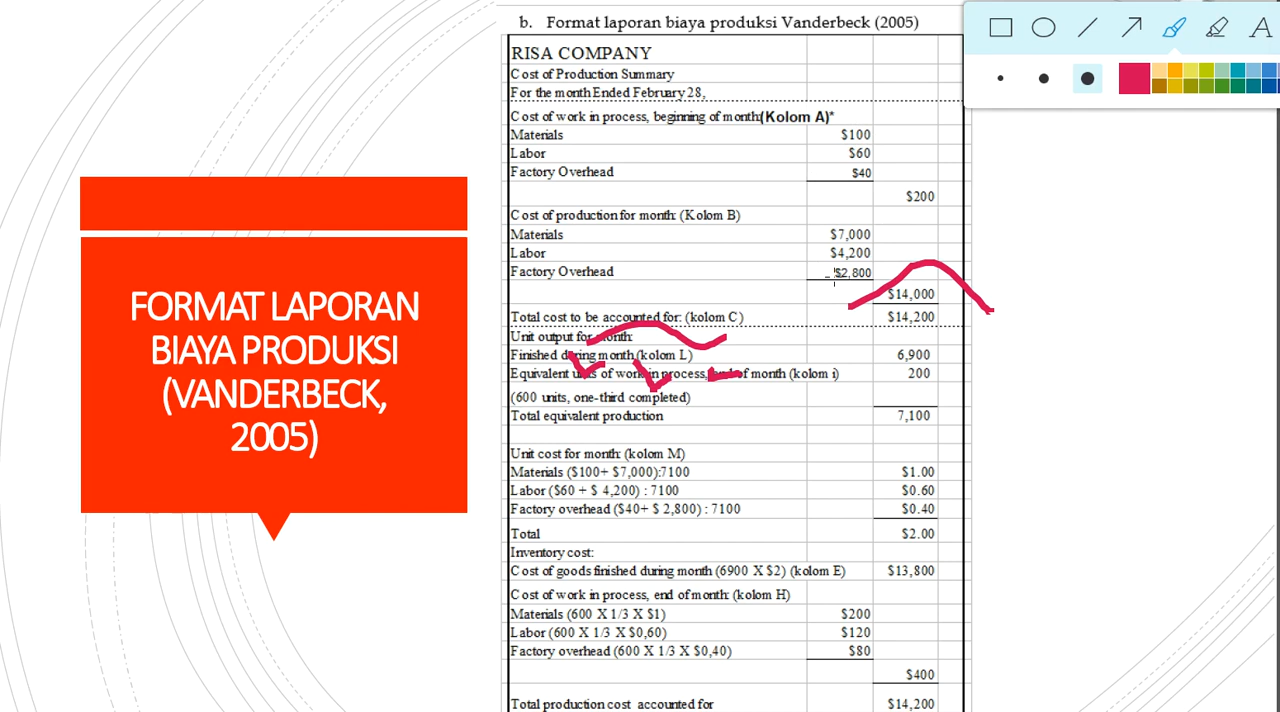 b. Format laporan biaya produksi Vanderbeck (2005)
RISA COMPANY
Cost of Production Summary
For the month Ended February 28,
Cost of work in process, beginning of month:(Kolom A)*
Materials $100
Labor $60
Factory Overhead $40
$200
Cost of production for month: (Kolom B)
Materials $7,000
Labor $4,200
Factory Overhead $2,800
$14,000
Total cost to be accounted for: (kolom C) $14,200
Unit output for month:
Finished during month (kolom L) 6,900
Equivalent units of work in process, end of month (kolom i) 200
(600 units, one-third completed)
Total equivalent production 7,100
Unit cost for month: (kolom M)
Materials ($100+ $7,000):7100 $1.00
Labor ($60 + $ 4,200) : 7100 $0.60
Factory overhead ($40+ $ 2,800) : 7100 $0.40
Total $2.00
Inventory cost:
Cost of goods finished during month (6900 X $2) (kolom E) $13,800
Cost of work in process, end of month: (kolom H)
Materials (600 X 1/3 X $1) $200
Labor (600 X 1/3 X $0,60) $120
Factory overhead (600 X 1/3 X $0,40) $80
$400
Total production cost accounted for $14,200
FORMAT LAPORAN
BIAYA PRODUKSI
(VANDERBECK,
2005)
A